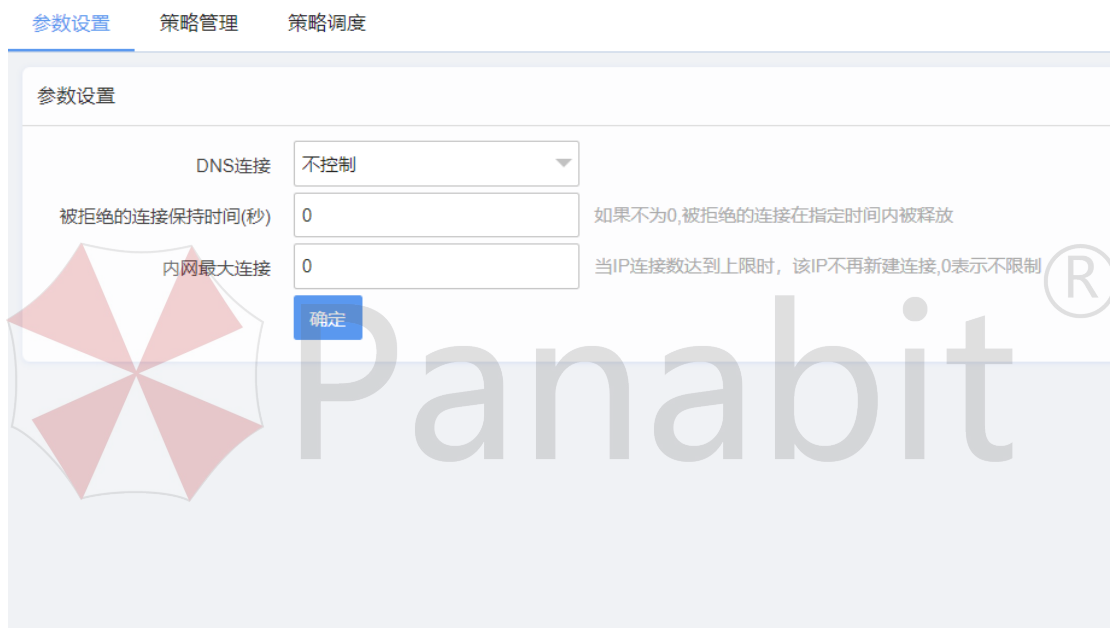 参数设置 策略管理 策略调度
参数设置
DNS连接 不控制
被拒绝的连接保持时间(秒) 0 如果不为0,被拒绝的连接在指定时间内被释放
内网最大连接 0 当IP连接数达到上限时，该IP不再新建连接,0表示不限制
确定
Panabit®